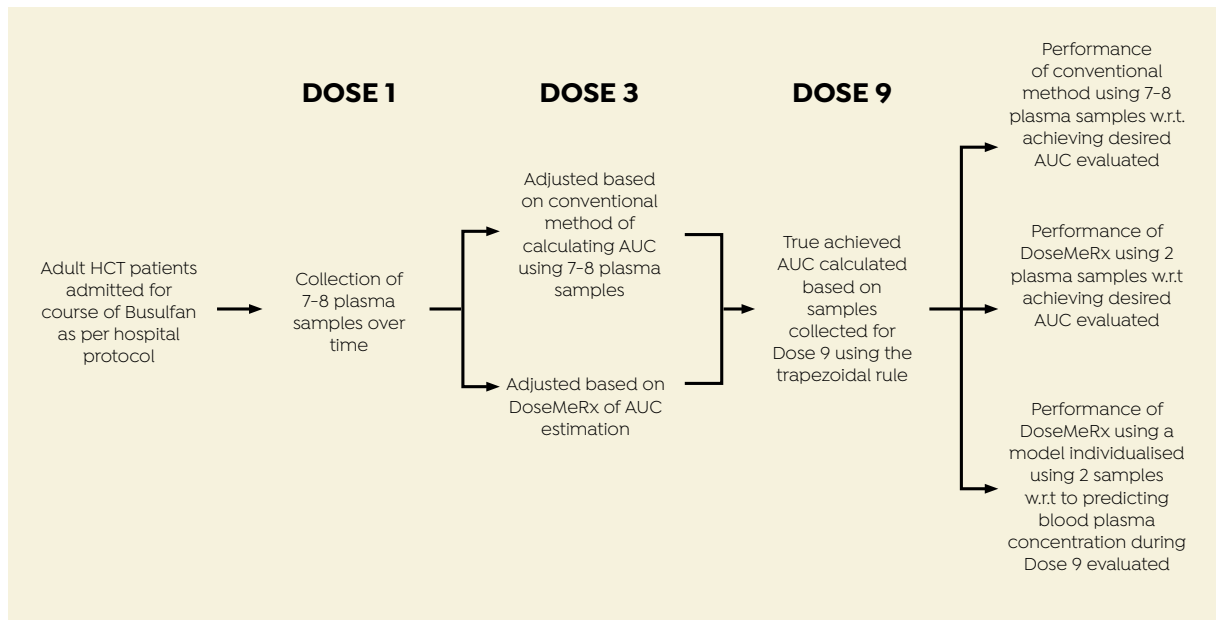 DOSE 1
DOSE 3
DOSE 9
Adult HCT patients
admitted for
course of Busulfan
as per hospital
protocol
Collection of
7-8 plasma
samples over
time
Adjusted based
on conventional
method of
calculating AUC
using 7-8 plasma
samples
Adjusted based on
DoseMeRx of AUC
estimation
True achieved
AUC calculated
based on
samples
collected for
Dose 9 using the
trapezoidal rule
Performance
of conventional
method using 7-8
plasma samples w.r.t.
achieving desired
AUC evaluated
Performance of
DoseMeRx using 2
plasma samples w.r.t
achieving desired
AUC evaluated
Performance of
DoseMeRx using a
model individualised
using 2 samples
w.r.t to predicting
blood plasma
concentration during
Dose 9 evaluated